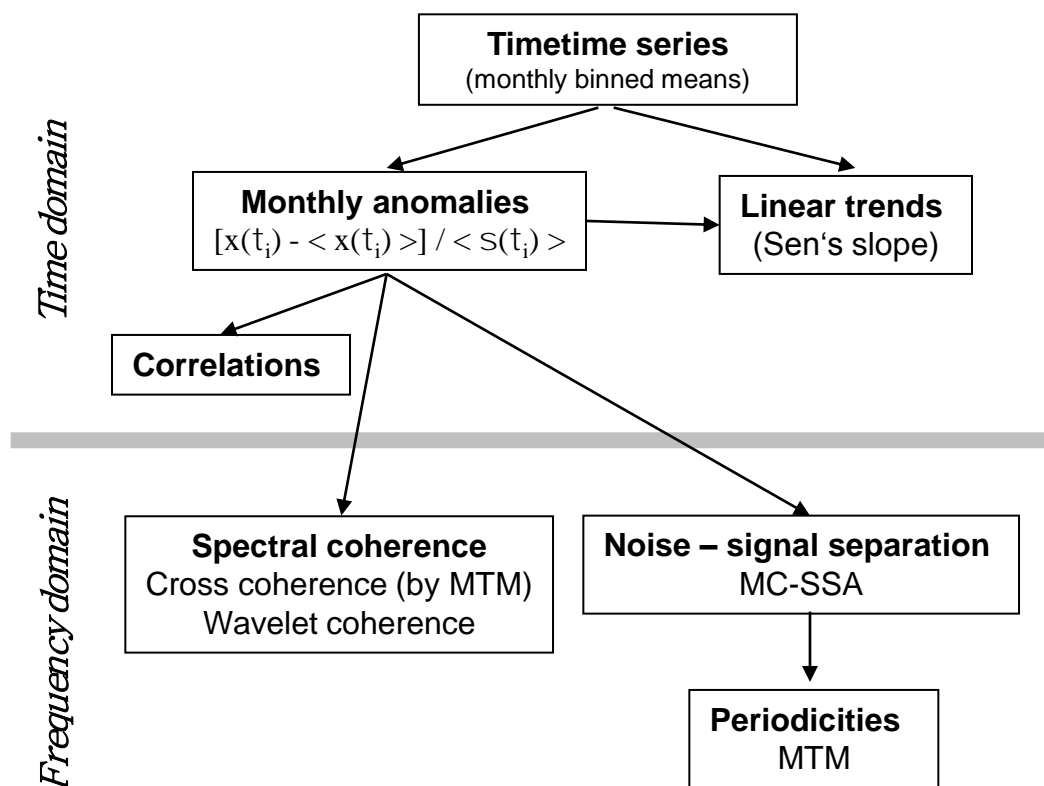 Timetime series
(monthly binned means)
Time domain
Monthly anomalies
[x(tᵢ) - < x(tᵢ) >] / < S(tᵢ) >
Linear trends
(Sen‘s slope)
Correlations
Frequency domain
Spectral coherence
Cross coherence (by MTM)
Wavelet coherence
Noise – signal separation
MC-SSA
Periodicities
MTM